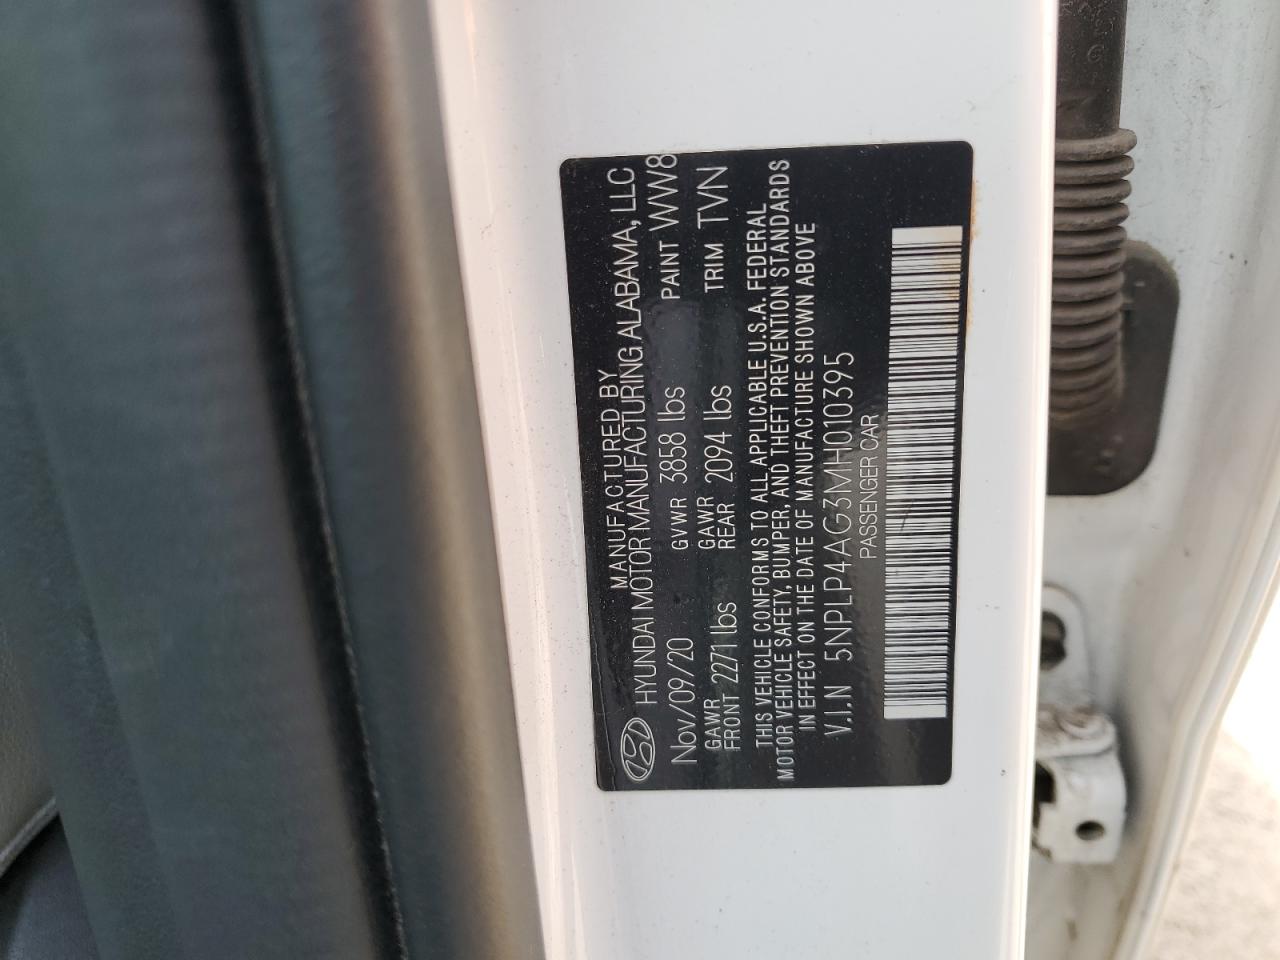 MANUFACTURED BY
HYUNDAI MOTOR MANUFACTURING ALABAMA, LLC
Nov/09/20 GVWR 3858 lbs PAINT WW8
GAWR FRONT 2271 lbs GAWR REAR 2094 lbs TRIM TVN
THIS VEHICLE CONFORMS TO ALL APPLICABLE U.S.A. FEDERAL
MOTOR VEHICLE SAFETY, BUMPER, AND THEFT PREVENTION STANDARDS
IN EFFECT ON THE DATE OF MANUFACTURE SHOWN ABOVE
V.I.N 5NPLP4AG3MH010395
PASSENGER CAR